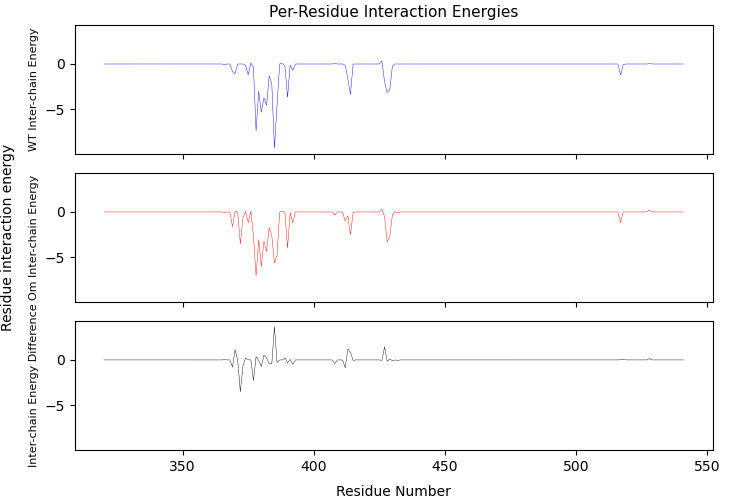 Per-Residue Interaction Energies
Residue interaction energy
WT Inter-chain Energy
0
−5
Om Inter-chain Energy
0
−5
Inter-chain Energy Difference
0
−5
350
400
450
500
550
Residue Number